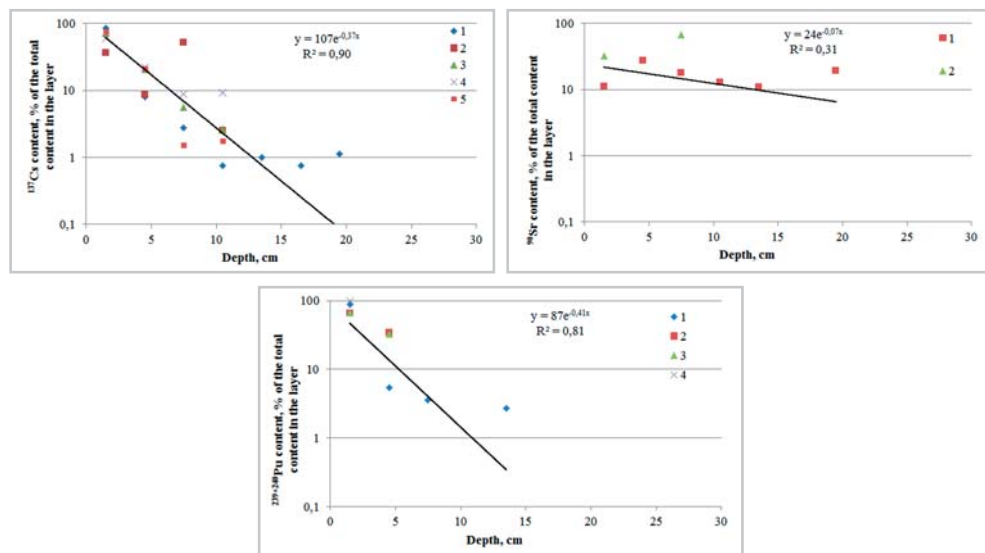 ¹³⁷Cs content, % of the total
content in the layer
100
10
1
0,1
y = 107e⁻⁰·³⁷ˣ
R² = 0,90
1
2
3
4
5
0 5 10 15 20 25 30
Depth, cm
⁹⁰Sr content, % of the total content
in the layer
100
10
1
0,1
y = 24e⁻⁰·⁰⁷ˣ
R² = 0,31
1
2
0 5 10 15 20 25 30
Depth, cm
²³⁹⁺²⁴⁰Pu content, % of the total
content in the layer
100
10
1
0,1
y = 87e⁻⁰·⁴¹ˣ
R² = 0,81
1
2
3
4
0 5 10 15 20 25 30
Depth, cm